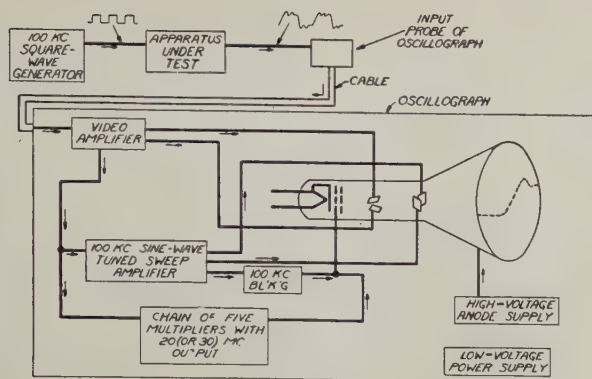 100 KC
SQUARE-
WAVE
GENERATOR
APPARATUS
UNDER
TEST
INPUT
PROBE OF
OSCILLOGRAPH
CABLE
OSCILLOGRAPH
VIDEO
AMPLIFIER
100 KC SINE-WAVE
TUNED SWEEP
AMPLIFIER
100 KC
BL'K'G
CHAIN OF FIVE
MULTIPLIERS WITH
20 (OR 30) MC
OUTPUT
HIGH-VOLTAGE
ANODE SUPPLY
LOW-VOLTAGE
POWER SUPPLY